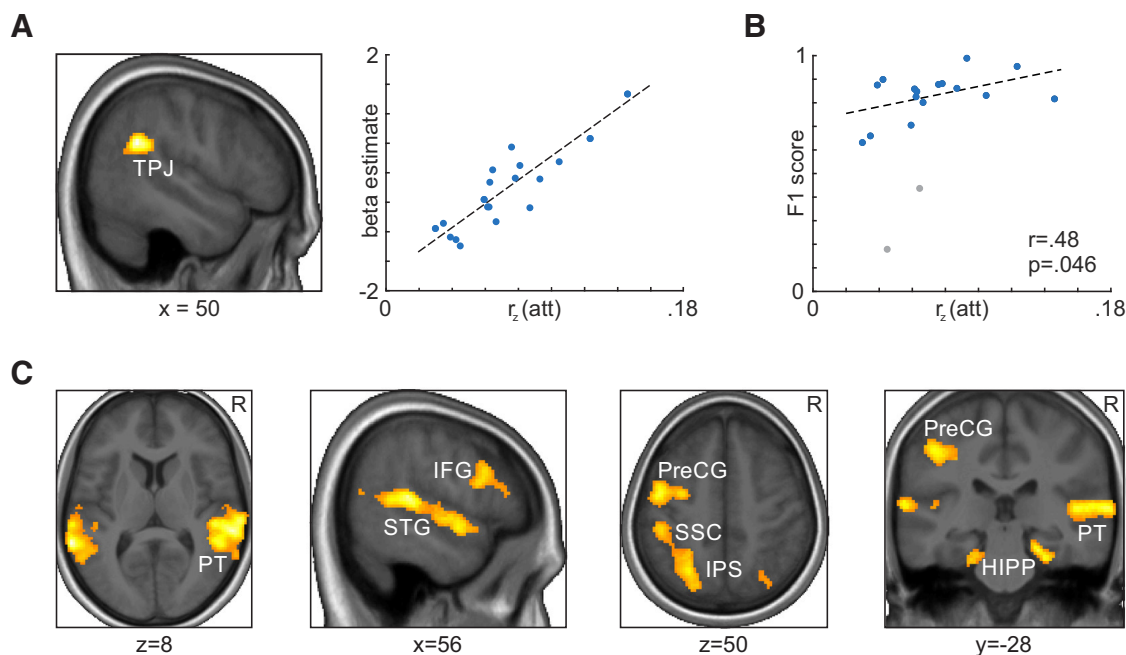 A
TPJ
x = 50
2
beta estimate
-2
0
rz(att)
.18
B
1
F1 score
0
r=.48
p=.046
0
rz(att)
.18
C
R
PT
z=8
IFG
STG
x=56
R
PreCG
SSC
IPS
z=50
R
PreCG
PT
HIPP
y=-28